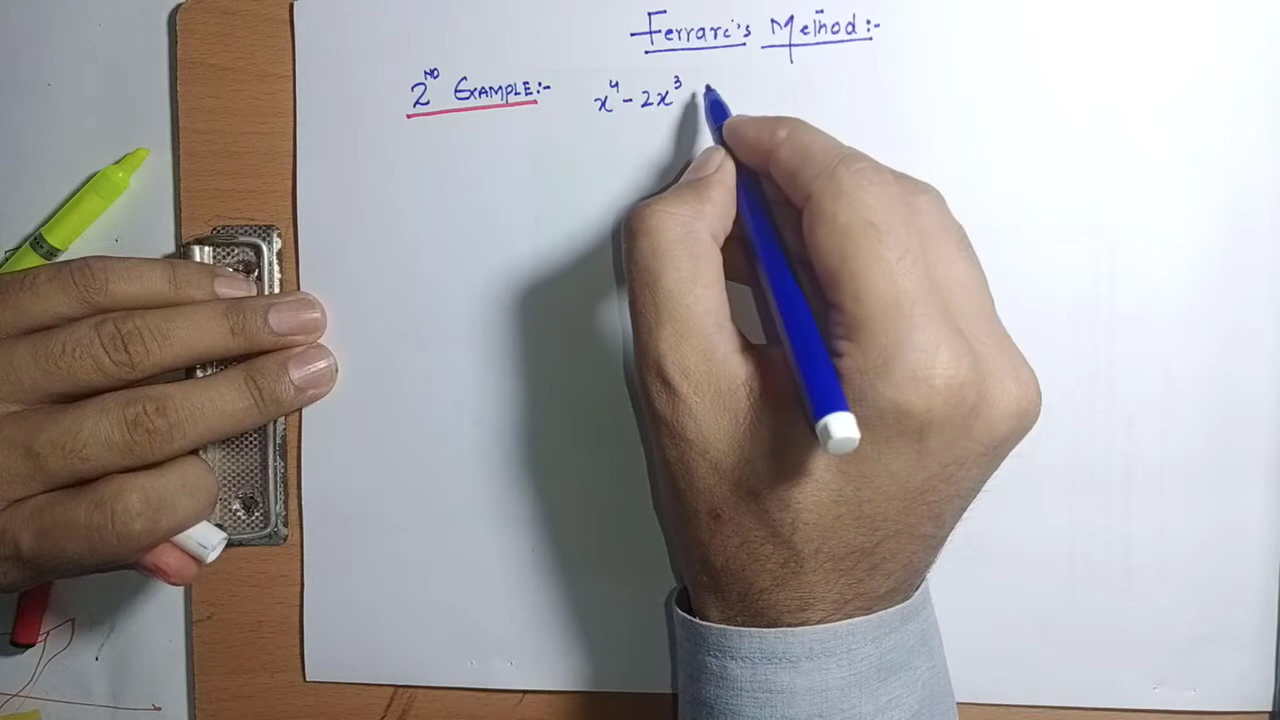 Ferrari's Method:-
2ND EXAMPLE:- x⁴ - 2x³